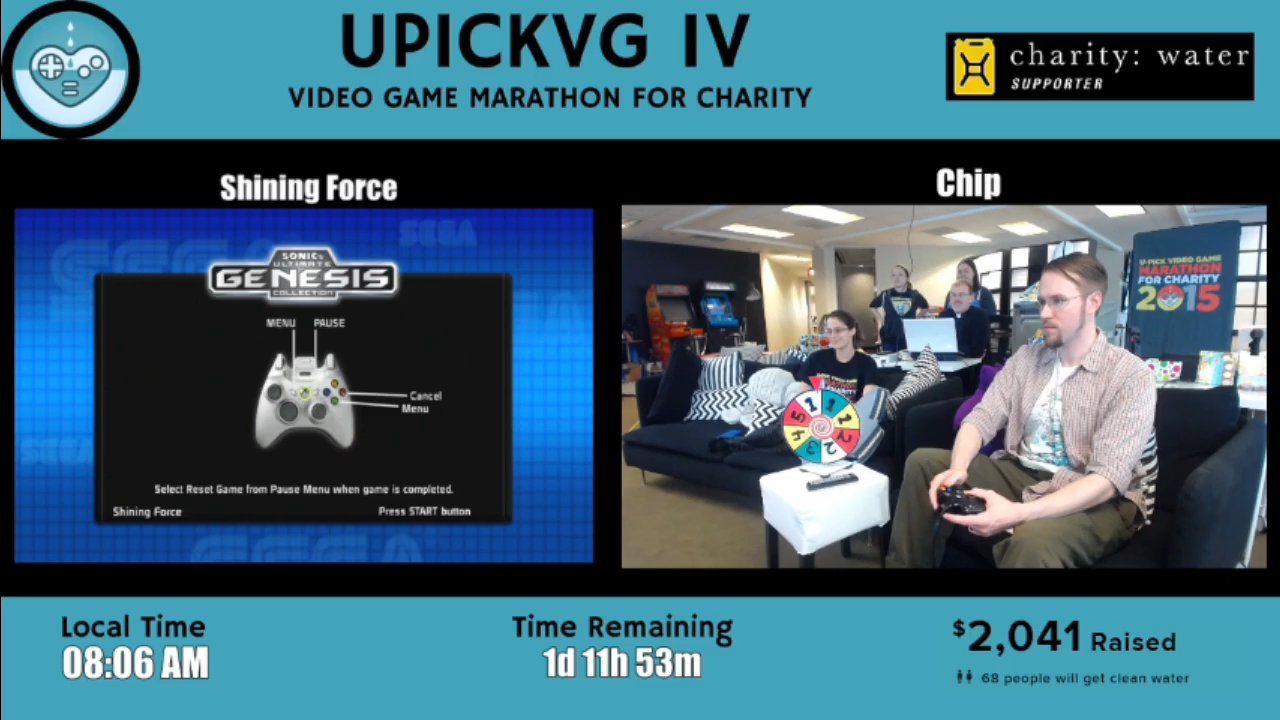 UPICKVG IV
VIDEO GAME MARATHON FOR CHARITY
charity: water
SUPPORTER
Shining Force
Chip
SEGA
SONIC's
ULTIMATE
GENESIS
COLLECTION
MENU PAUSE
Cancel
Menu
Select Reset Game from Pause Menu when game is completed.
Shining Force Press START button
U-PICK VIDEO GAME
MARATHON
FOR CHARITY
2015
Local Time
08:06 AM
Time Remaining
1d 11h 53m
$2,041 Raised
68 people will get clean water